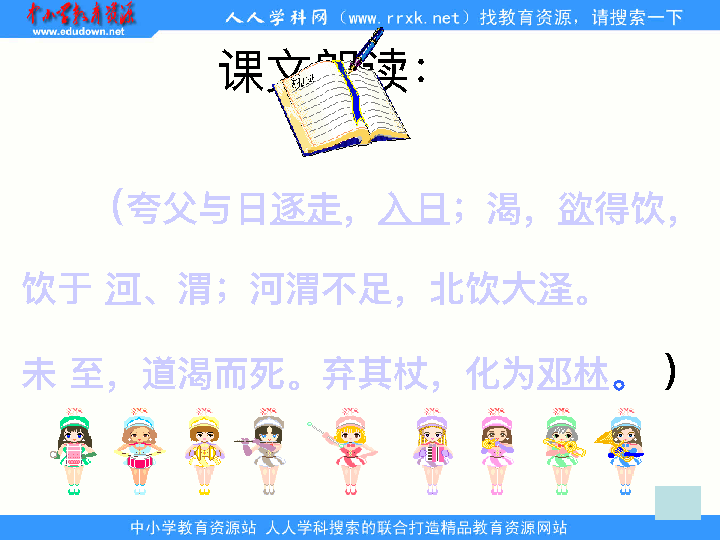 中小学教育资源
www.edudown.net
人人学科网（www.rrxk.net）找教育资源，请搜索一下
课文朗读：
（夸父与日逐走，入日；渴，欲得饮，
饮于 河、渭；河渭不足，北饮大泽。
未 至，道渴而死。弃其杖，化为邓林。）
中小学教育资源站 人人学科搜索的联合打造精品教育资源网站